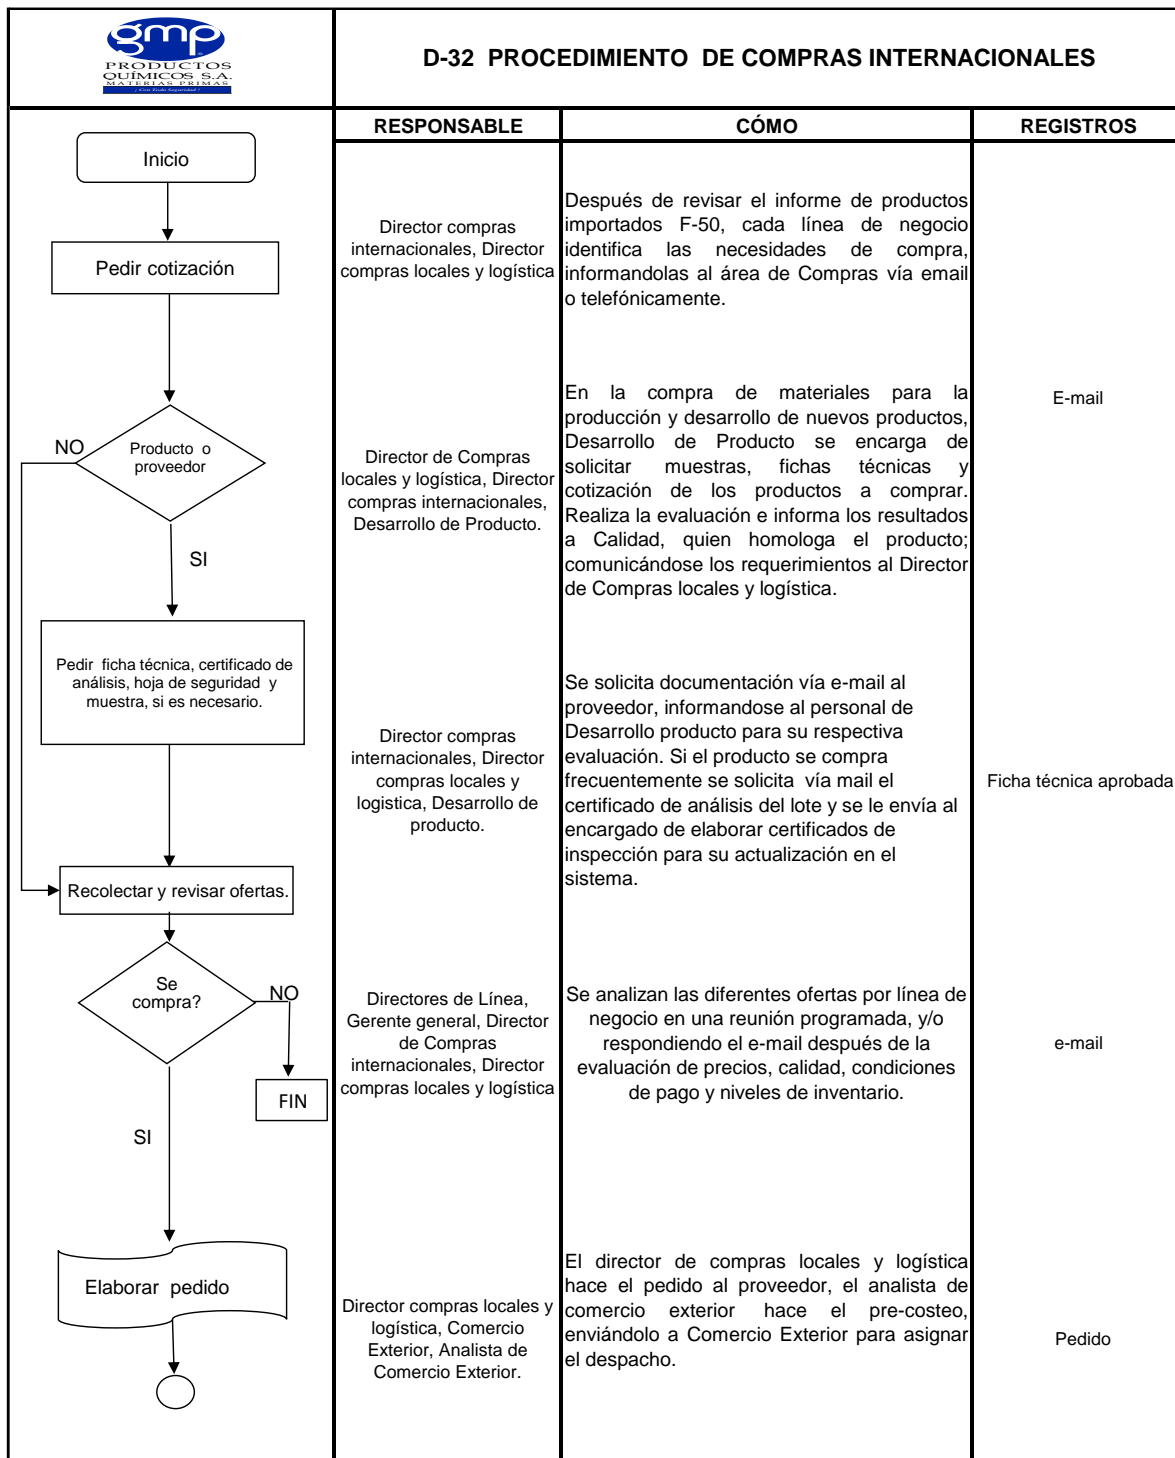 gmp
PRODUCTOS
QUÍMICOS S.A.
MATERIAS PRIMAS
¡ Con Toda Seguridad !
D-32 PROCEDIMIENTO DE COMPRAS INTERNACIONALES
RESPONSABLE
CÓMO
REGISTROS
Inicio
Pedir cotización
Director compras
internacionales, Director
compras locales y logística
Después de revisar el informe de productos
importados F-50, cada línea de negocio
identifica las necesidades de compra,
informandolas al área de Compras vía email
o telefónicamente.
NO
Producto o
proveedor
SI
Director de Compras
locales y logística, Director
compras internacionales,
Desarrollo de Producto.
En la compra de materiales para la
producción y desarrollo de nuevos productos,
Desarrollo de Producto se encarga de
solicitar muestras, fichas técnicas y
cotización de los productos a comprar.
Realiza la evaluación e informa los resultados
a Calidad, quien homologa el producto;
comunicándose los requerimientos al Director
de Compras locales y logística.
E-mail
Pedir ficha técnica, certificado de
análisis, hoja de seguridad y
muestra, si es necesario.
Director compras
internacionales, Director
compras locales y
logistica, Desarrollo de
producto.
Se solicita documentación vía e-mail al
proveedor, informandose al personal de
Desarrollo producto para su respectiva
evaluación. Si el producto se compra
frecuentemente se solicita vía mail el
certificado de análisis del lote y se le envía al
encargado de elaborar certificados de
inspección para su actualización en el
sistema.
Ficha técnica aprobada
Recolectar y revisar ofertas.
Se
compra?
NO
FIN
SI
Directores de Línea,
Gerente general, Director
de Compras
internacionales, Director
compras locales y logística
Se analizan las diferentes ofertas por línea de
negocio en una reunión programada, y/o
respondiendo el e-mail después de la
evaluación de precios, calidad, condiciones
de pago y niveles de inventario.
e-mail
Elaborar pedido
Director compras locales y
logística, Comercio
Exterior, Analista de
Comercio Exterior.
El director de compras locales y logística
hace el pedido al proveedor, el analista de
comercio exterior hace el pre-costeo,
enviándolo a Comercio Exterior para asignar
el despacho.
Pedido